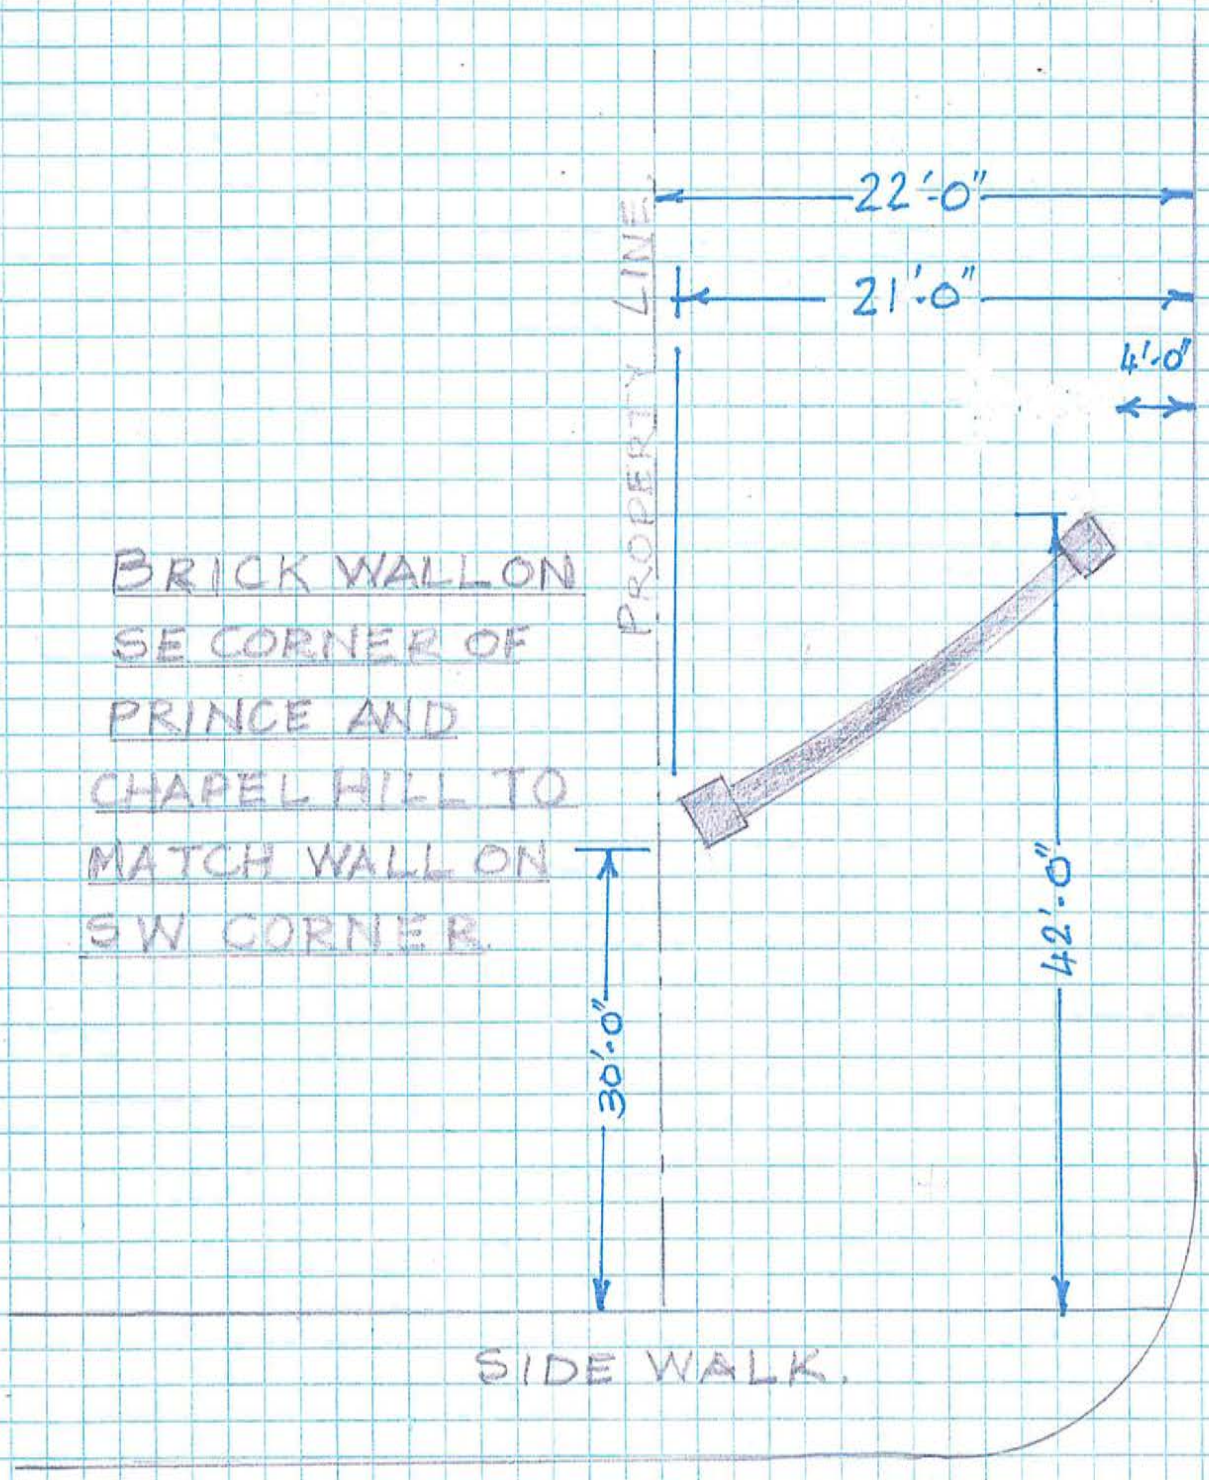 22'-0"
21'-0"
4'-0"
PROPERTY LINE
BRICK WALL ON
SE CORNER OF
PRINCE AND
CHAPEL HILL TO
MATCH WALL ON
SW CORNER.
42'-0"
30'-0"
SIDE WALK.